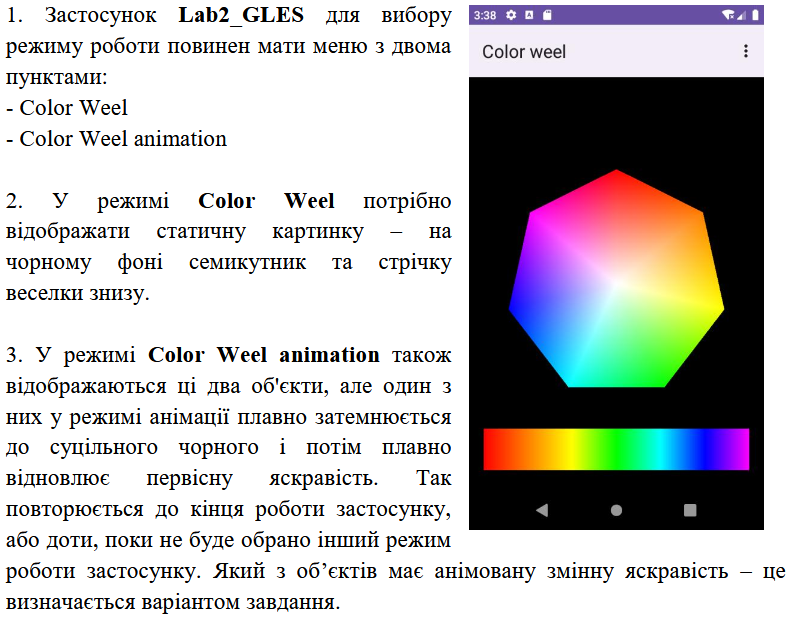 1. Застосунок Lab2_GLES для вибору
режиму роботи повинен мати меню з двома
пунктами:
- Color Weel
- Color Weel animation
2. У режимі Color Weel потрібно
відображати статичну картинку – на
чорному фоні семикутник та стрічку
веселки знизу.
3. У режимі Color Weel animation також
відображаються ці два об'єкти, але один з
них у режимі анімації плавно затемнюється
до суцільного чорного і потім плавно
відновлює первісну яскравість. Так
повторюється до кінця роботи застосунку,
або доти, поки не буде обрано інший режим
роботи застосунку. Який з об’єктів має анімовану змінну яскравість – це
визначається варіантом завдання.
3:38
Color weel